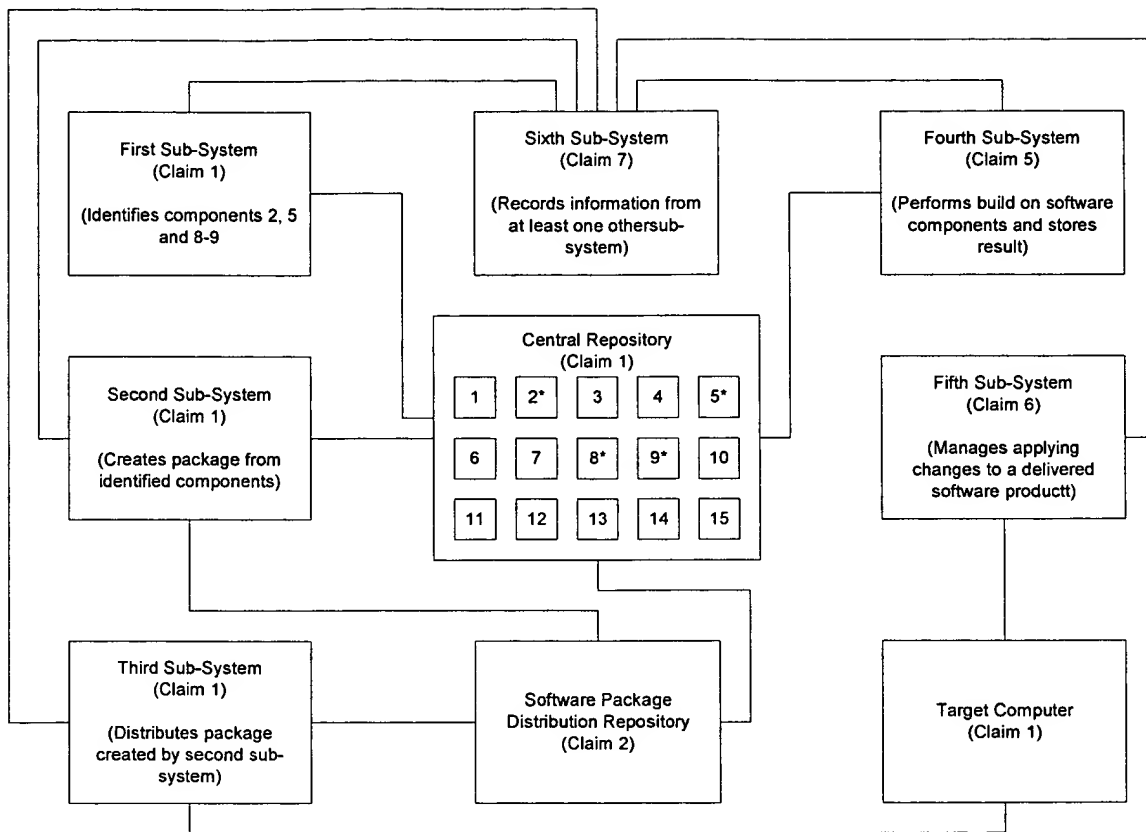 First Sub-System
(Claim 1)
(Identifies components 2, 5
and 8-9)
Sixth Sub-System
(Claim 7)
(Records information from
at least one othersub-
system)
Fourth Sub-System
(Claim 5)
(Performs build on software
components and stores
result)
Second Sub-System
(Claim 1)
(Creates package from
identified components)
Central Repository
(Claim 1)
1 2* 3 4 5*
6 7 8* 9* 10
11 12 13 14 15
Fifth Sub-System
(Claim 6)
(Manages applying
changes to a delivered
software productt)
Third Sub-System
(Claim 1)
(Distributes package
created by second sub-
system)
Software Package
Distribution Repository
(Claim 2)
Target Computer
(Claim 1)